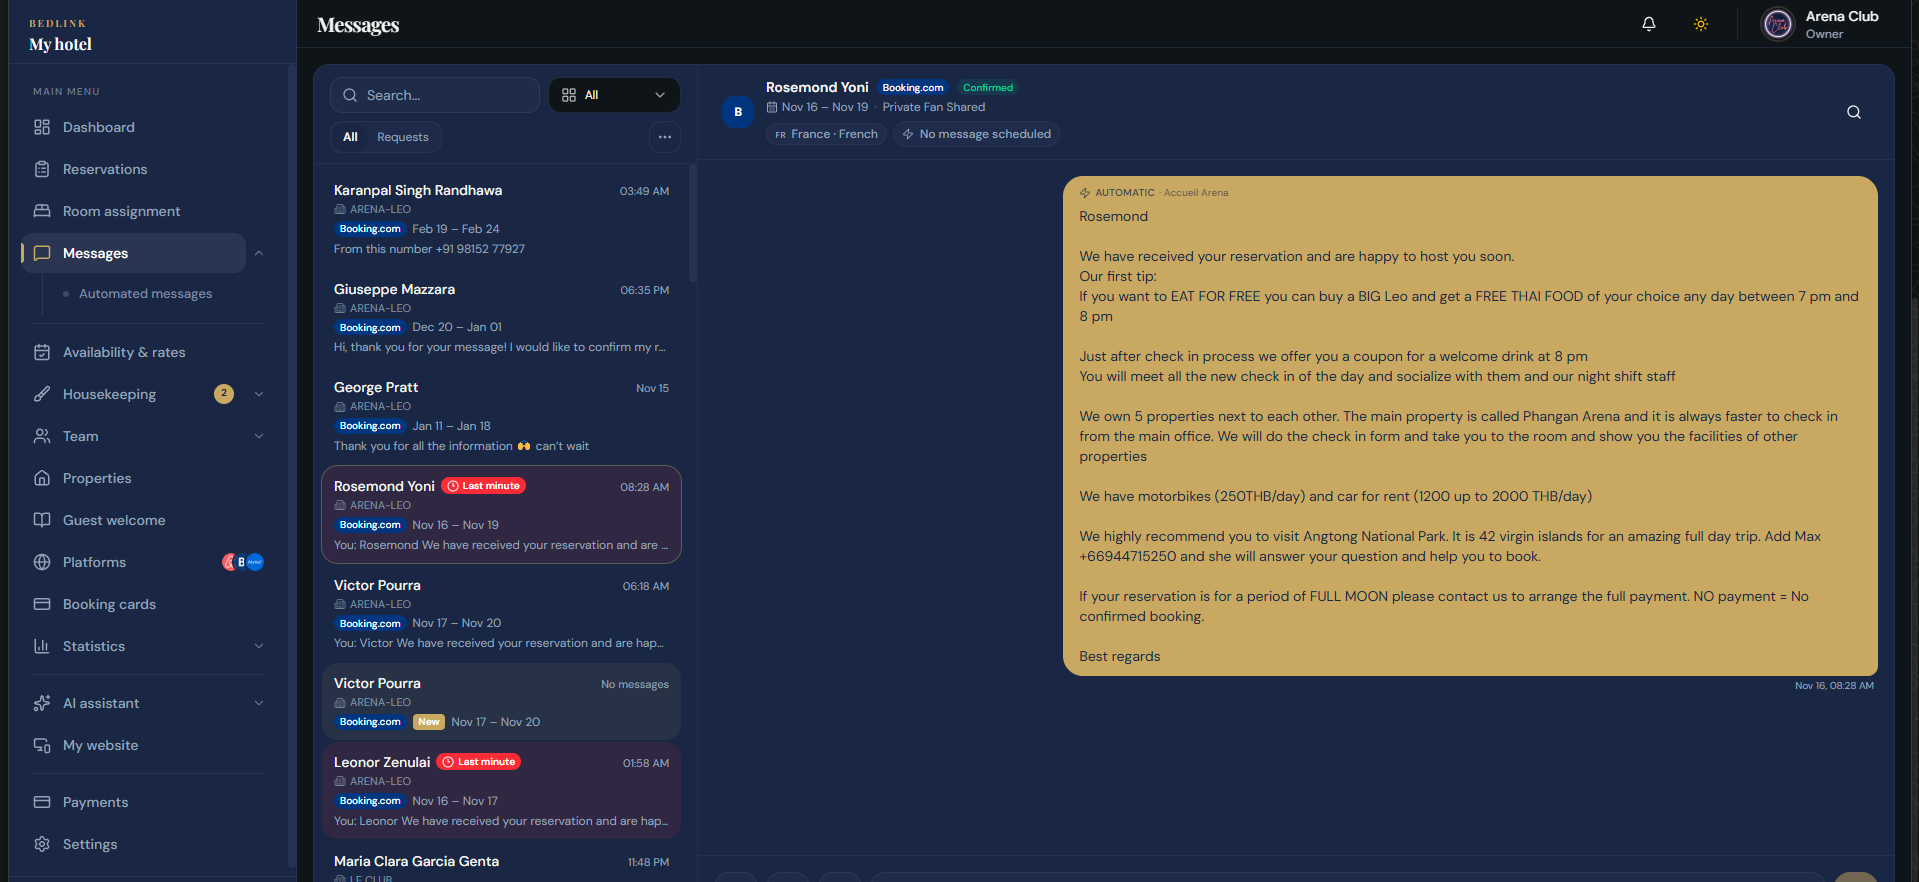 BEDLINK
My hotel
MAIN MENU
Dashboard
Reservations
Room assignment
Messages
Automated messages
Availability & rates
Housekeeping 2
Team
Properties
Guest welcome
Platforms
Booking cards
Statistics
AI assistant
My website
Payments
Settings
Messages
Arena Club
Owner
Search...
All
All Requests
Karanpal Singh Randhawa 03:49 AM
ARENA-LEO
Booking.com Feb 19 – Feb 24
From this number +91 98152 77927
Giuseppe Mazzara 06:35 PM
ARENA-LEO
Booking.com Dec 20 – Jan 01
Hi, thank you for your message! I would like to confirm my r...
George Pratt Nov 15
ARENA-LEO
Booking.com Jan 11 – Jan 18
Thank you for all the information 🙌 can't wait
Rosemond Yoni Last minute 08:28 AM
ARENA-LEO
Booking.com Nov 16 – Nov 19
You: Rosemond We have received your reservation and are ...
Victor Pourra 06:18 AM
ARENA-LEO
Booking.com Nov 17 – Nov 20
You: Victor We have received your reservation and are hap...
Victor Pourra No messages
ARENA-LEO
Booking.com New Nov 17 – Nov 20
Leonor Zenulai Last minute 01:58 AM
ARENA-LEO
Booking.com Nov 16 – Nov 17
You: Leonor We have received your reservation and are hap...
Maria Clara Garcia Genta 11:48 PM
LE CLUB
B
Rosemond Yoni Booking.com Confirmed
Nov 16 – Nov 19 · Private Fan Shared
FR France · French No message scheduled
AUTOMATIC · Accueil Arena
Rosemond
We have received your reservation and are happy to host you soon.
Our first tip:
If you want to EAT FOR FREE you can buy a BIG Leo and get a FREE THAI FOOD of your choice any day between 7 pm and
8 pm
Just after check in process we offer you a coupon for a welcome drink at 8 pm
You will meet all the new check in of the day and socialize with them and our night shift staff
We own 5 properties next to each other. The main property is called Phangan Arena and it is always faster to check in
from the main office. We will do the check in form and take you to the room and show you the facilities of other
properties
We have motorbikes (250THB/day) and car for rent (1200 up to 2000 THB/day)
We highly recommend you to visit Angtong National Park. It is 42 virgin islands for an amazing full day trip. Add Max
+66944715250 and she will answer your question and help you to book.
If your reservation is for a period of FULL MOON please contact us to arrange the full payment. NO payment = No
confirmed booking.
Best regards
Nov 16, 08:28 AM